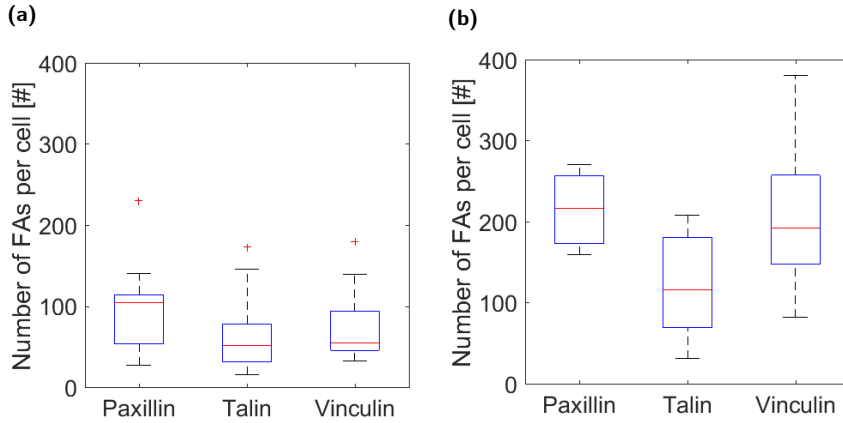 (a)
Number of FAs per cell [#]
400
300
200
100
0
Paxillin Talin Vinculin
(b)
Number of FAs per cell [#]
400
300
200
100
0
Paxillin Talin Vinculin